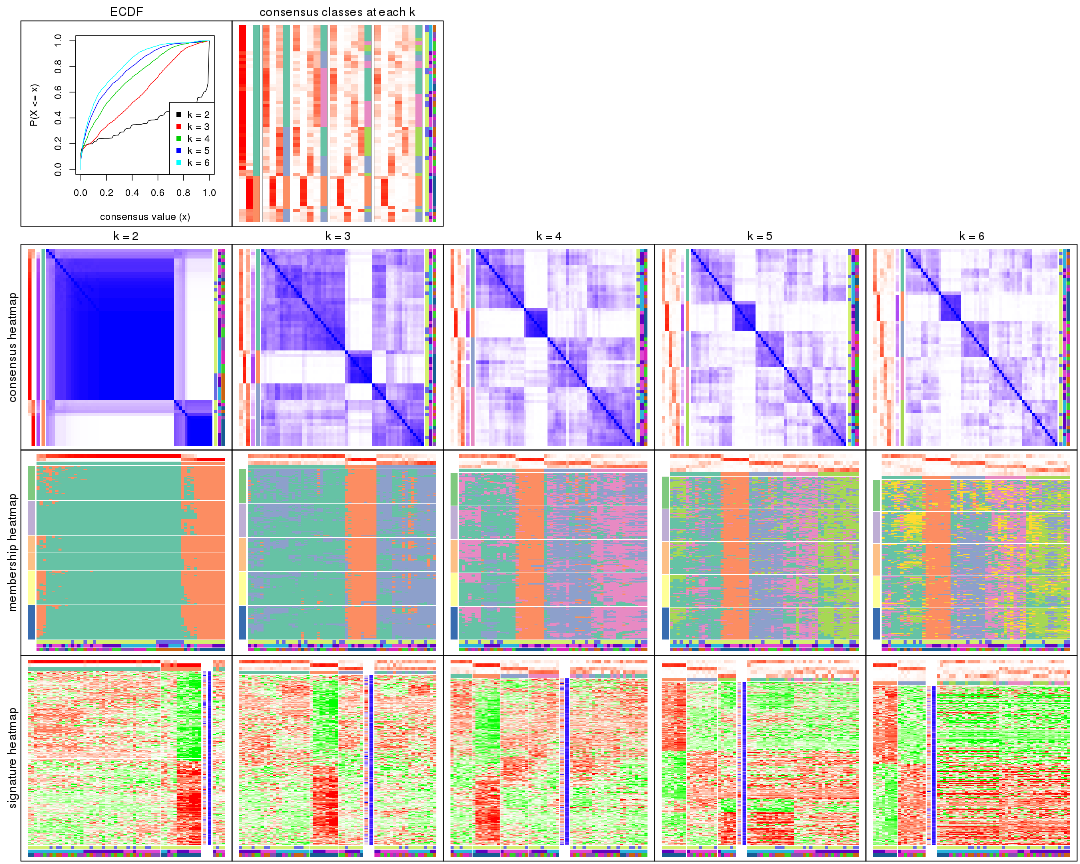 ECDF
consensus classes at each k
P(X <= x)
0.0 0.2 0.4 0.6 0.8 1.0
k = 2
k = 3
k = 4
k = 5
k = 6
0.0 0.2 0.4 0.6 0.8 1.0
consensus value (x)
k = 2
k = 3
k = 4
k = 5
k = 6
consensus heatmap
membership heatmap
signature heatmap